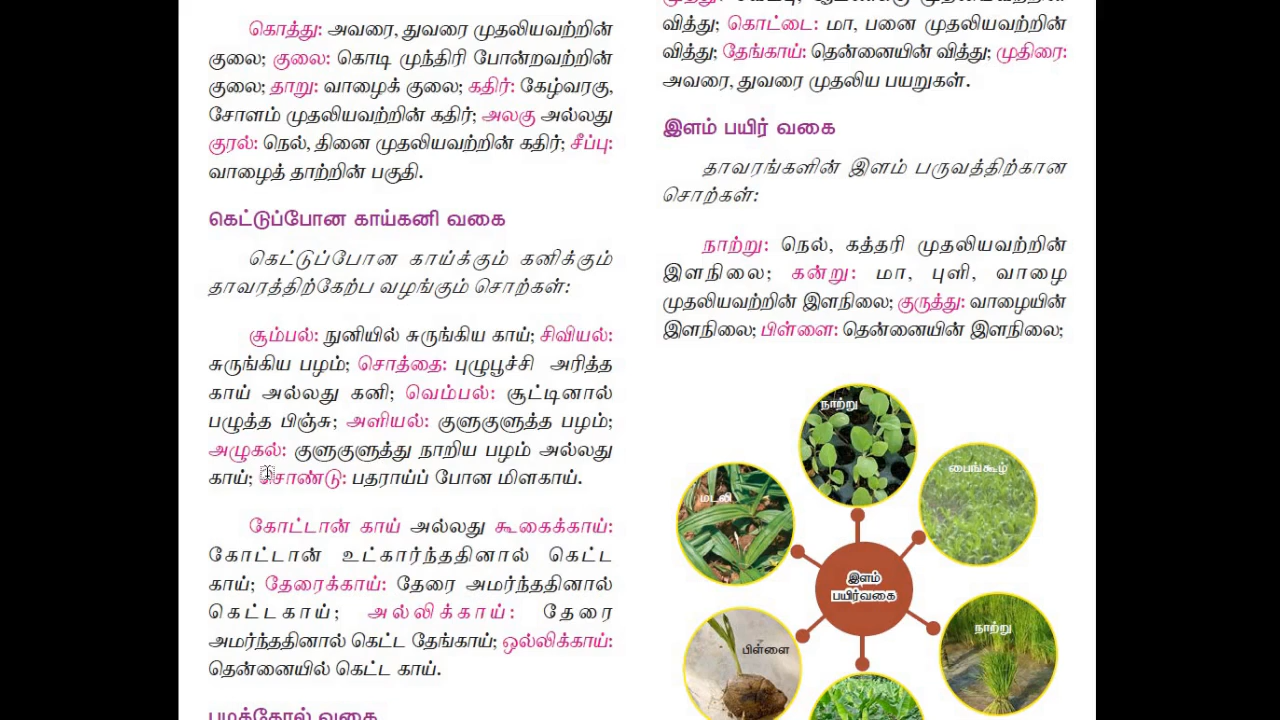 கொத்து: அவரை, துவரை முதலியவற்றின்
குலை; குலை: கொடி முந்திரி போன்றவற்றின்
குலை; தாறு: வாழைக் குலை; கதிர்: கேழ்வரகு,
சோளம் முதலியவற்றின் கதிர்; அலகு அல்லது
குரல்: நெல், தினை முதலியவற்றின் கதிர்; சீப்பு:
வாழைத் தாற்றின் பகுதி.
கெட்டுப்போன காய்கனி வகை
கெட்டுப்போன காய்க்கும் கனிக்கும்
தாவரத்திற்கேற்ப வழங்கும் சொற்கள்:
சூம்பல்: நுனியில் சுருங்கிய காய்; சிவியல்:
சுருங்கிய பழம்; சொத்தை: புழுபூச்சி அரித்த
காய் அல்லது கனி; வெம்பல்: சூட்டினால்
பழுத்த பிஞ்சு; அளியல்: குளுகுளுத்த பழம்;
அழுகல்: குளுகுளுத்து நாறிய பழம் அல்லது
காய்; சொண்டு: பதராய்ப் போன மிளகாய்.
கோட்டான் காய் அல்லது கூகைக்காய்:
கோட்டான் உட்கார்ந்ததினால் கெட்ட
காய்; தேரைக்காய்: தேரை அமர்ந்ததினால்
கெட்டகாய்; அல்லிக்காய்: தேரை
அமர்ந்ததினால் கெட்ட தேங்காய்; ஒல்லிக்காய்:
தென்னையில் கெட்ட காய்.
வித்து; கொட்டை: மா, பனை முதலியவற்றின்
வித்து; தேங்காய்: தென்னையின் வித்து; முதிரை:
அவரை, துவரை முதலிய பயறுகள்.
இளம் பயிர் வகை
தாவரங்களின் இளம் பருவத்திற்கான
சொற்கள்:
நாற்று: நெல், கத்தரி முதலியவற்றின்
இளநிலை; கன்று: மா, புளி, வாழை
முதலியவற்றின் இளநிலை; குருத்து: வாழையின்
இளநிலை; பிள்ளை: தென்னையின் இளநிலை;
நாற்று
பைங்கூழ்
மடலி
இளம்
பயிர்வகை
நாற்று
பிள்ளை